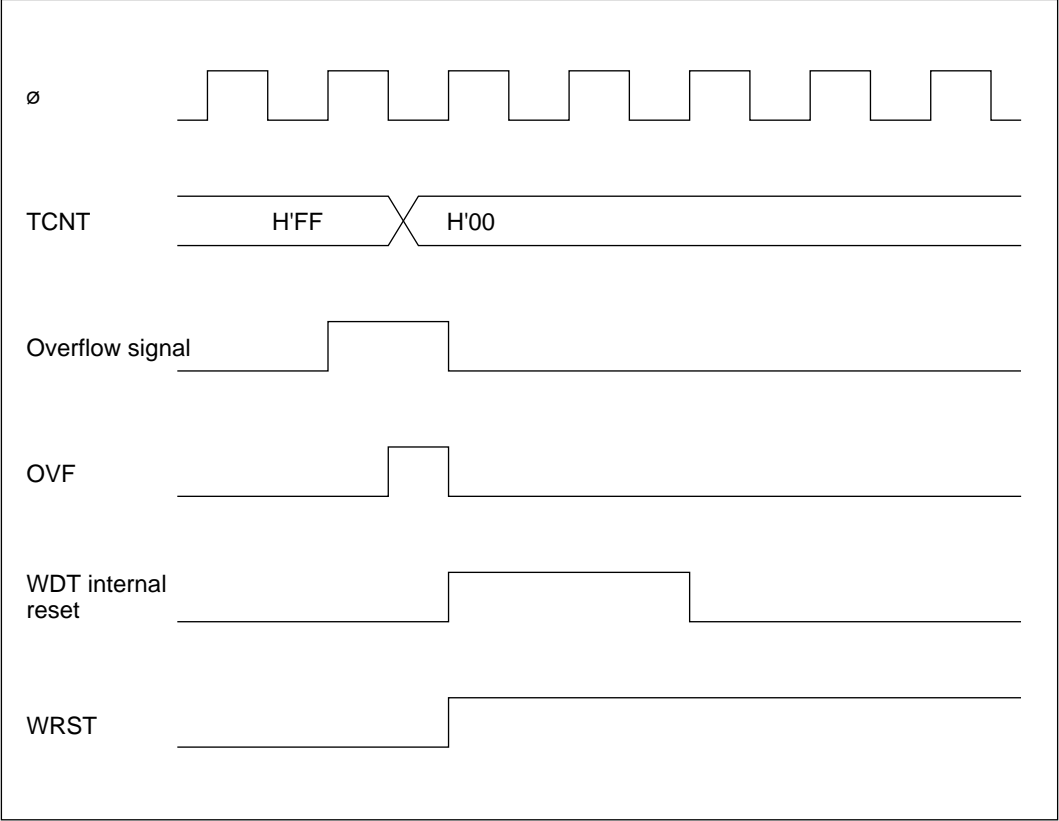 ø
TCNT H'FF H'00
Overflow signal
OVF
WDT internal
reset
WRST